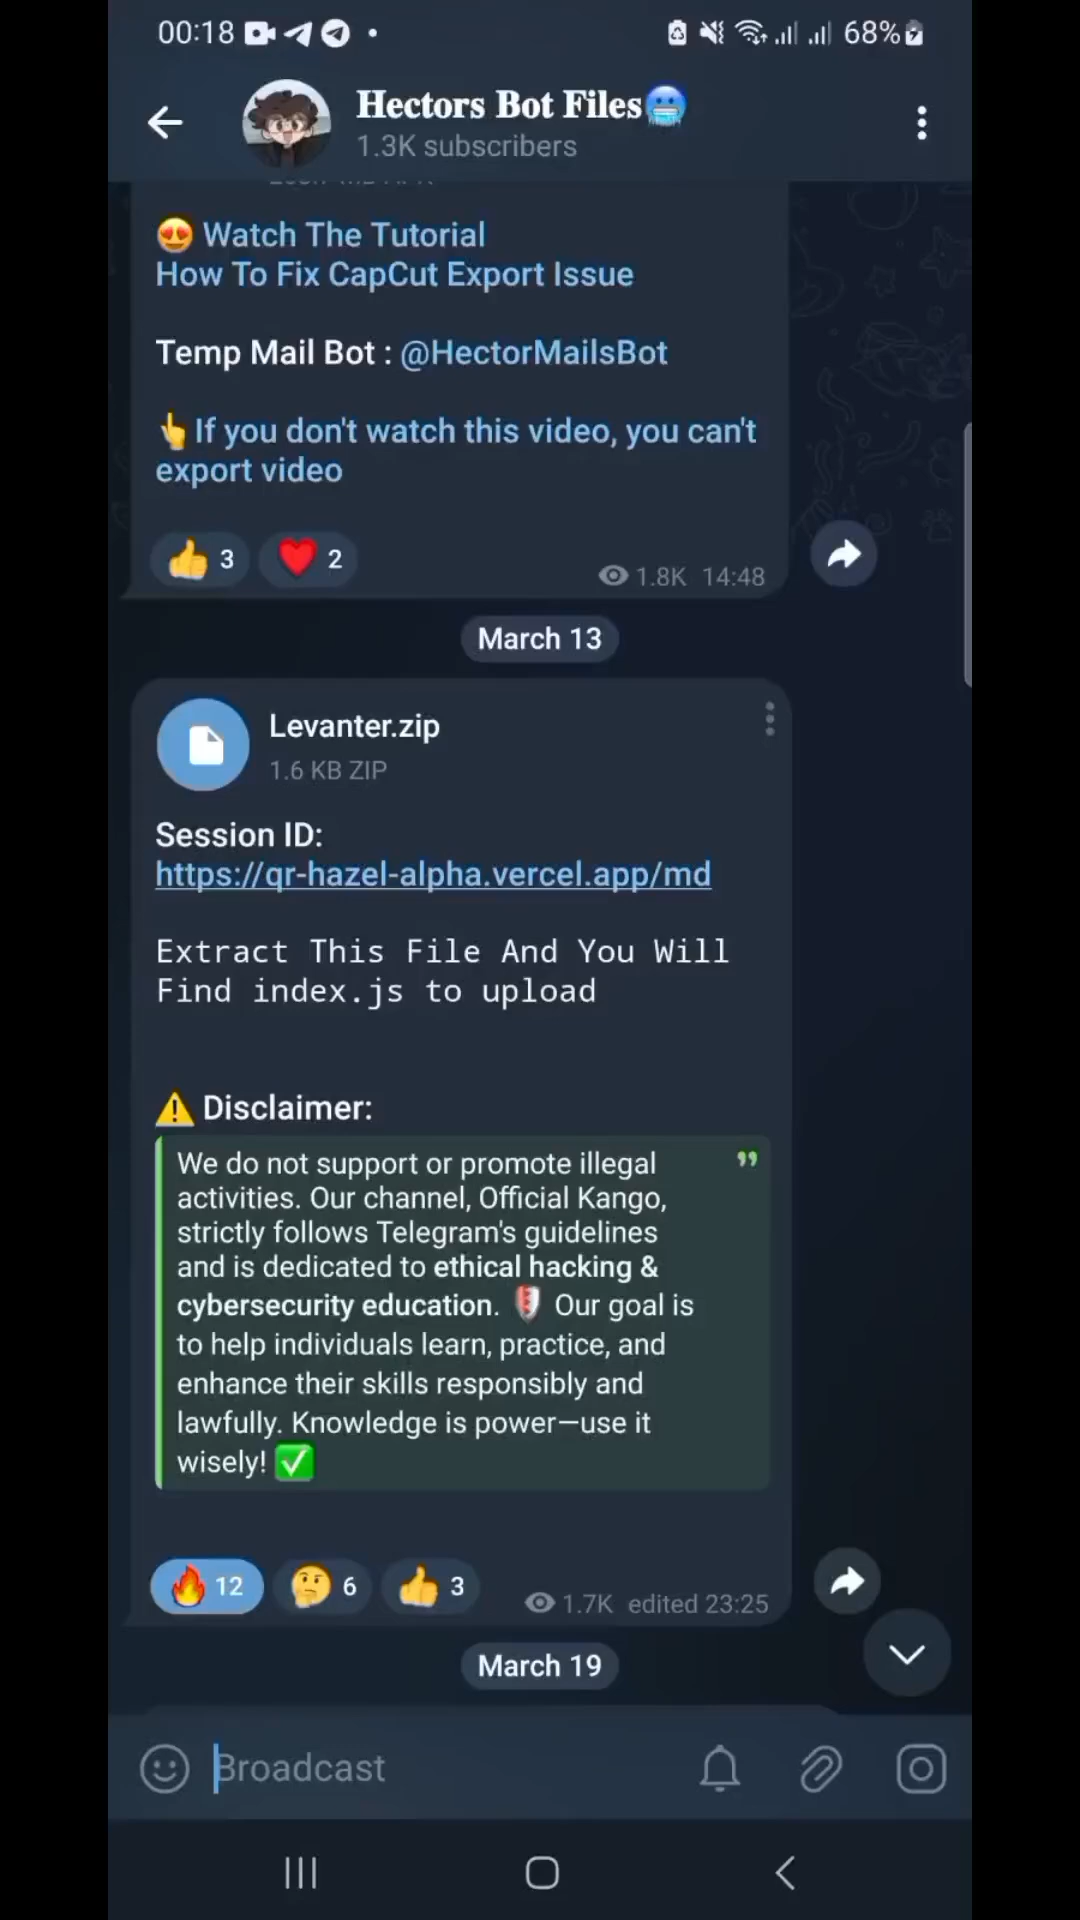 00:18
68%
Hectors Bot Files🥶
1.3K subscribers
😍 Watch The Tutorial
How To Fix CapCut Export Issue
Temp Mail Bot : @HectorMailsBot
👆If you don't watch this video, you can't
export video
👍 3 ❤️ 2
1.8K 14:48
March 13
Levanter.zip
1.6 KB ZIP
Session ID:
https://qr-hazel-alpha.vercel.app/md
Extract This File And You Will
Find index.js to upload
⚠️ Disclaimer:
We do not support or promote illegal
activities. Our channel, Official Kango,
strictly follows Telegram's guidelines
and is dedicated to ethical hacking &
cybersecurity education. 🛡️ Our goal is
to help individuals learn, practice, and
enhance their skills responsibly and
lawfully. Knowledge is power—use it
wisely! ✅
🔥 12 🤔 6 👍 3
1.7K edited 23:25
March 19
Broadcast